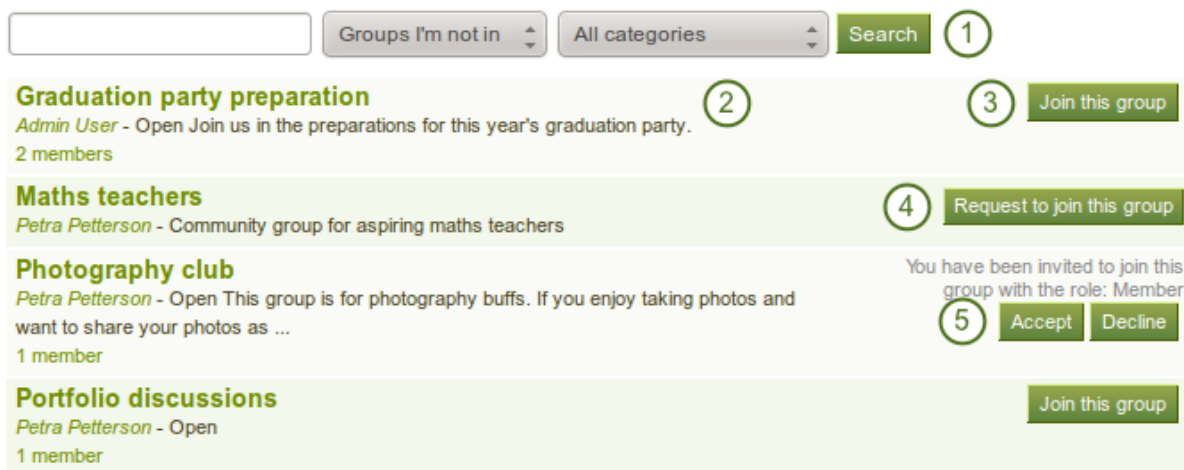 Groups I'm not in All categories Search 1
Graduation party preparation 2 3 Join this group
Admin User - Open Join us in the preparations for this year's graduation party.
2 members
Maths teachers 4 Request to join this group
Petra Petterson - Community group for aspiring maths teachers
Photography club You have been invited to join this
group with the role: Member
Petra Petterson - Open This group is for photography buffs. If you enjoy taking photos and
want to share your photos as ... 5 Accept Decline
1 member
Portfolio discussions Join this group
Petra Petterson - Open
1 member